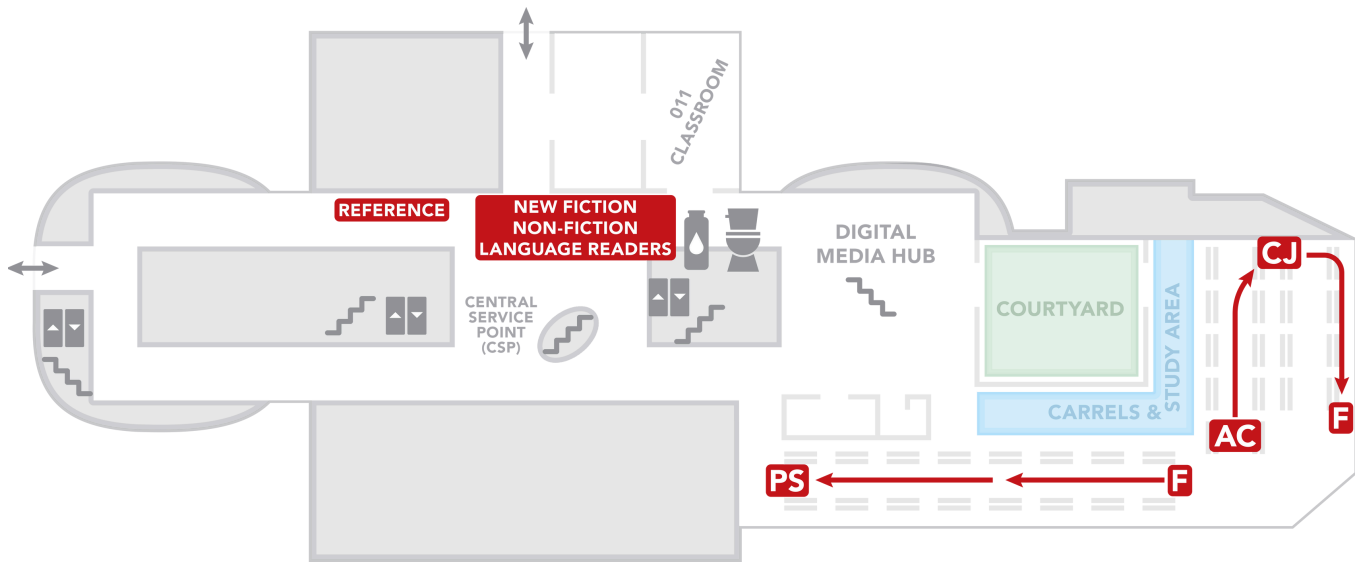 011
CLASSROOM
REFERENCE
NEW FICTION
NON-FICTION
LANGUAGE READERS
DIGITAL
MEDIA HUB
CENTRAL
SERVICE
POINT
(CSP)
COURTYARD
CARRELS &
STUDY AREA
CJ
F
AC
PS
F